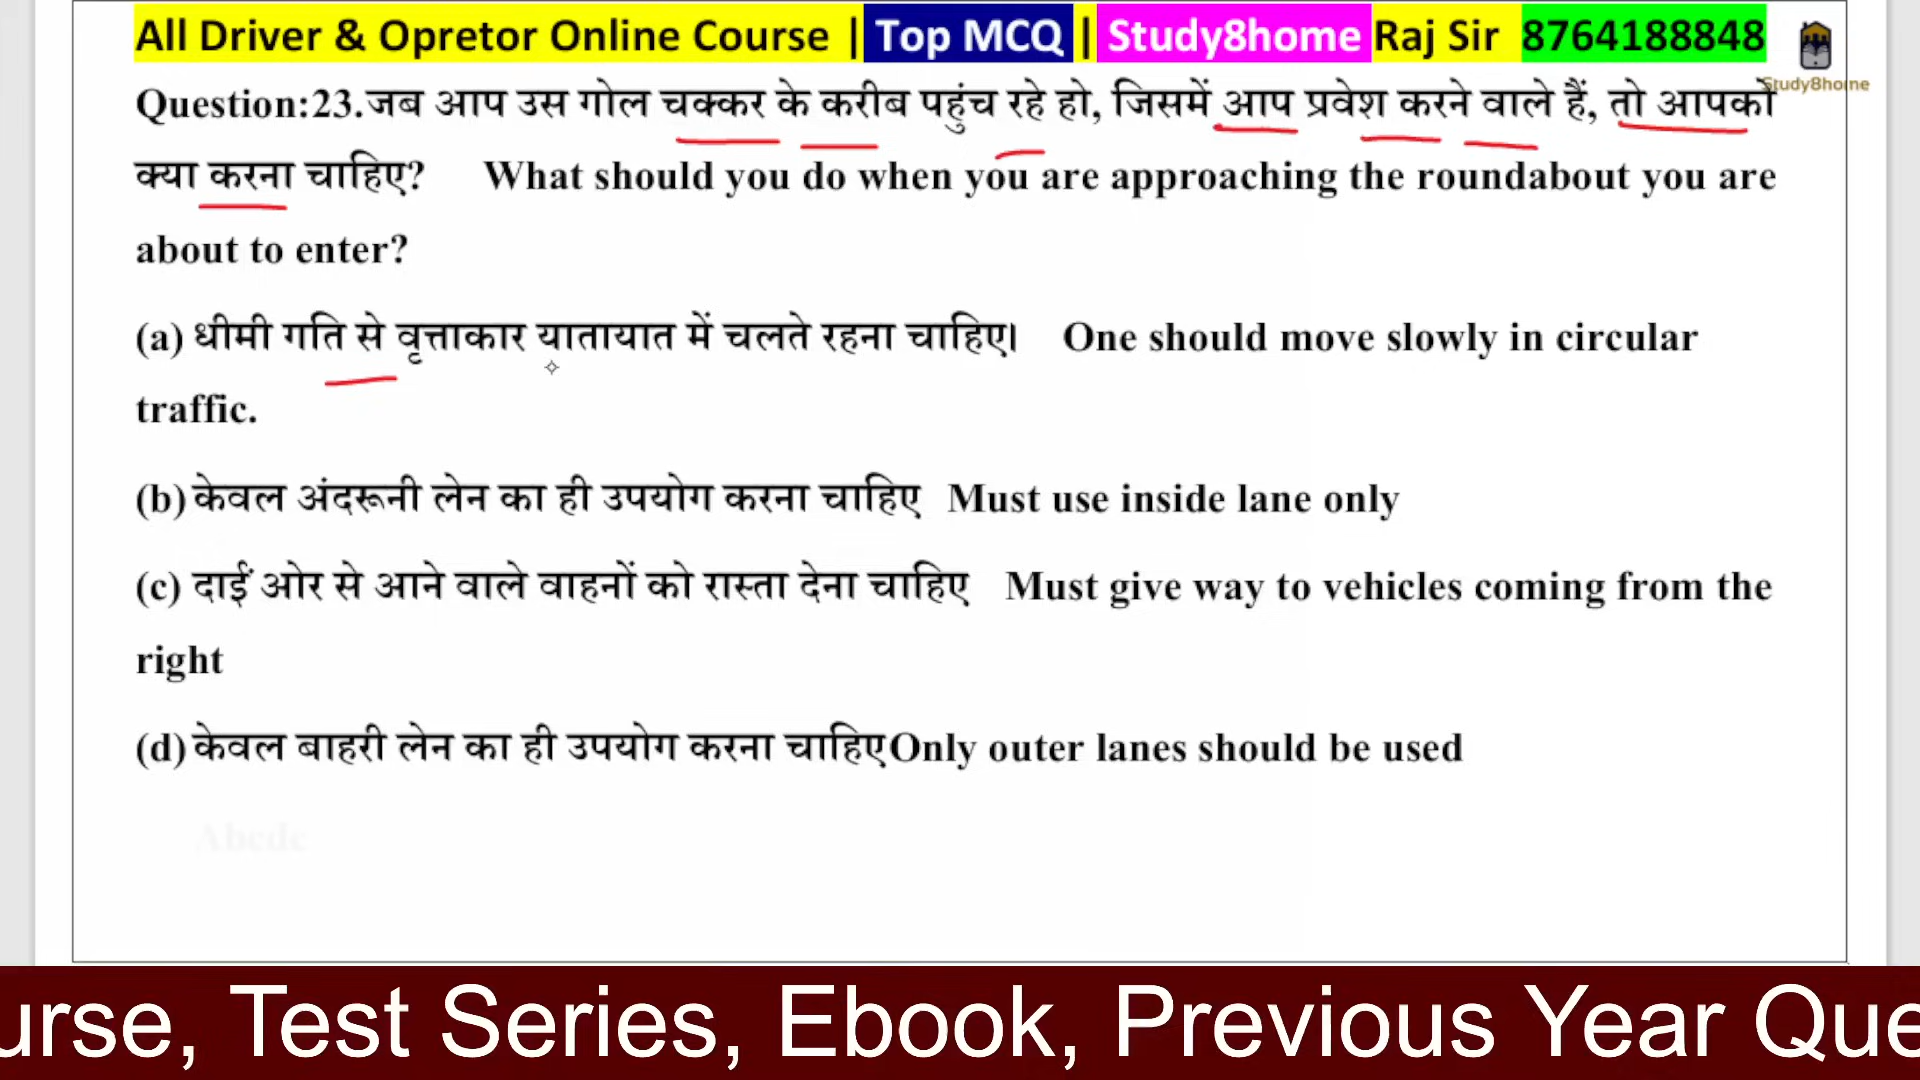 All Driver & Opretor Online Course | Top MCQ | Study8home Raj Sir 8764188848
Study8home
Question:23.जब आप उस गोल चक्कर के करीब पहुंच रहे हो, जिसमें आप प्रवेश करने वाले हैं, तो आपको
क्या करना चाहिए? What should you do when you are approaching the roundabout you are
about to enter?
(a) धीमी गति से वृत्ताकार यातायात में चलते रहना चाहिए। One should move slowly in circular
traffic.
(b) केवल अंदरूनी लेन का ही उपयोग करना चाहिए Must use inside lane only
(c) दाईं ओर से आने वाले वाहनों को रास्ता देना चाहिए Must give way to vehicles coming from the
right
(d) केवल बाहरी लेन का ही उपयोग करना चाहिएOnly outer lanes should be used
urse, Test Series, Ebook, Previous Year Que